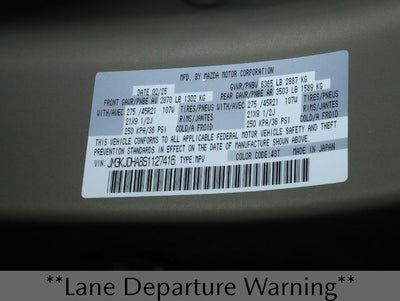 MFD. BY MAZDA MOTOR CORPORATION
DATE 02/25 GVWR/PNBV 6365 LB 2887 KG
FRONT GAWR/PNBE AV 2870 LB 1302 KG REAR GAWR/PNBE AR 3503 LB 1589 KG
WITH/AVEC 275 /45R21 107W TIRES/PNEUS WITH/AVEC 275 /45R21 107W TIRES/PNEUS
21X9 1/2J RIMS/JANTES 21X9 1/2J RIMS/JANTES
250 KPA/36 PSI COLD/A FROID 250 KPA/36 PSI COLD/A FROID
THIS VEHICLE CONFORMS TO ALL APPLICABLE FEDERAL MOTOR VEHICLE SAFETY, BUMPER, AND THEFT
PREVENTION STANDARDS IN EFFECT ON THE DATE OF MANUFACTURE SHOWN ABOVE.
VIN: JM3KJDHA8S1127416 TYPE:MPV COLOR CODE:48T MADE IN JAPAN
**Lane Departure Warning**